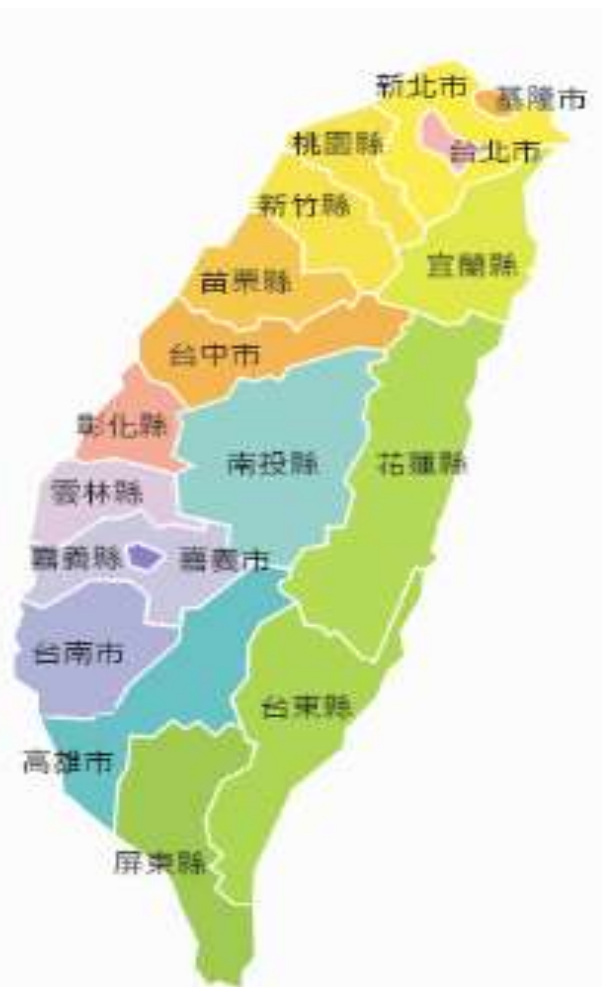 新北市
基隆市
桃園縣
台北市
新竹縣
宜蘭縣
苗栗縣
台中市
彰化縣
南投縣
花蓮縣
雲林縣
嘉義縣
嘉義市
台南市
台東縣
高雄市
屏東縣